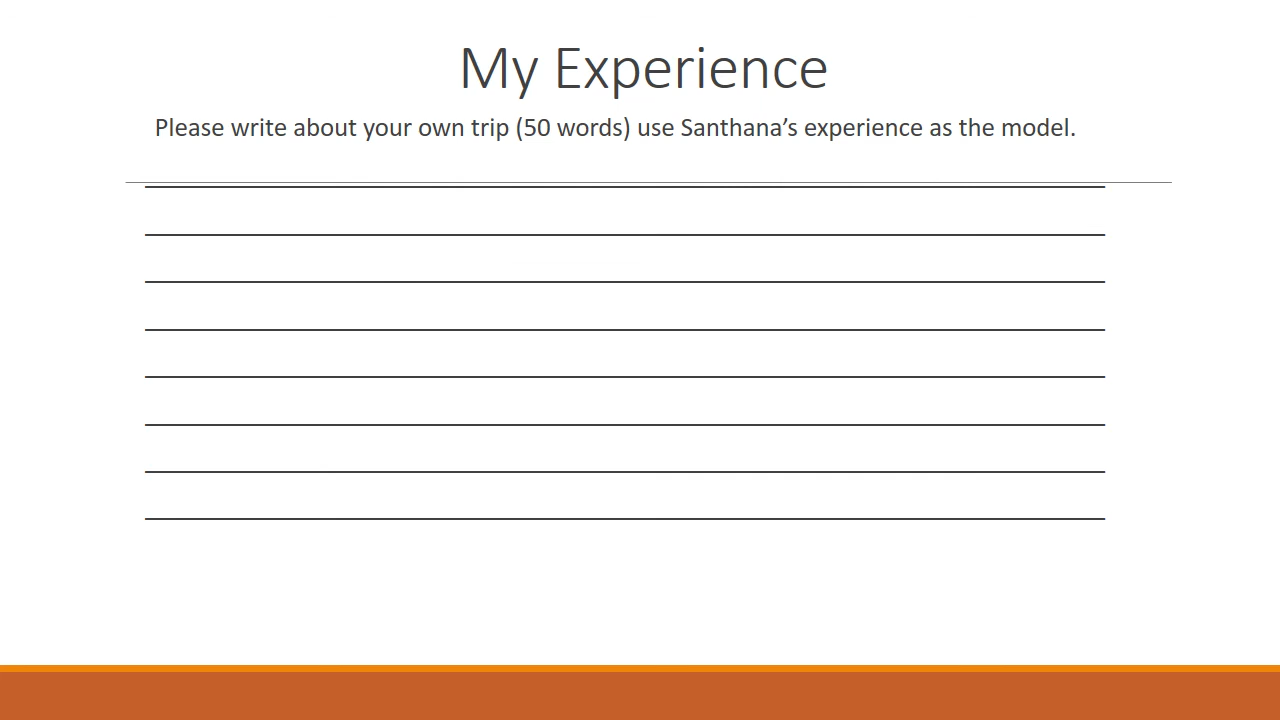 My Experience
Please write about your own trip (50 words) use Santhana’s experience as the model.